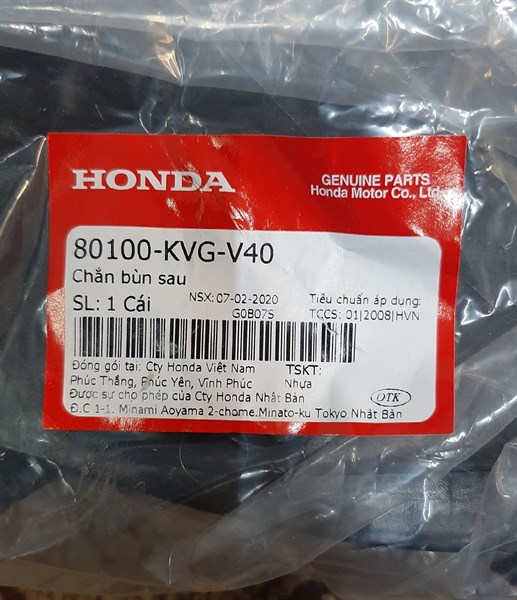 HONDA
GENUINE PARTS
Honda Motor Co., Ltd.
80100-KVG-V40
Chắn bùn sau
SL: 1 Cái
NSX: 07-02-2020
G0B07S
Tiêu chuẩn áp dụng:
TCCS: 01|2008|HVN
Đóng gói tại: Cty Honda Việt Nam
Phúc Thắng, Phúc Yên, Vĩnh Phúc
TSKT:
Nhựa
Được sự cho phép của Cty Honda Nhật Bản
Đ.C 1-1. Minami Aoyama 2-chome.Minato-ku Tokyo Nhật Bản
OTK